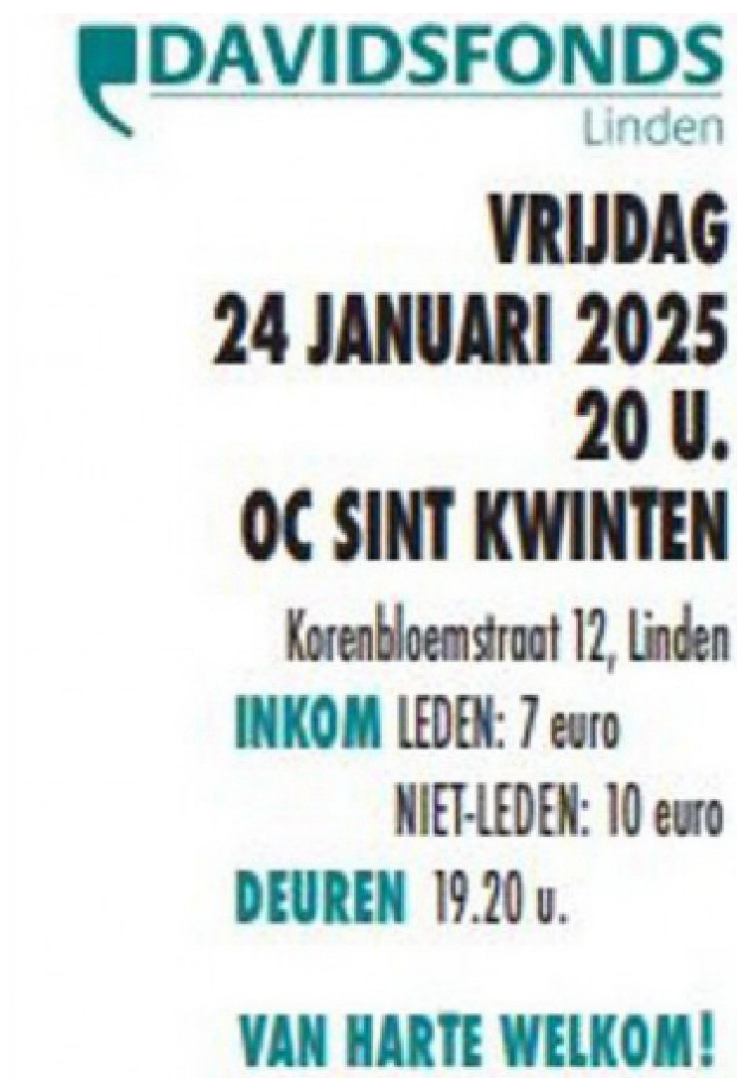 DAVIDSFONDS
Linden
VRIJDAG
24 JANUARI 2025
20 U.
OC SINT KWINTEN
Korenbloemstraat 12, Linden
INKOM LEDEN: 7 euro
NIET-LEDEN: 10 euro
DEUREN 19.20 u.
VAN HARTE WELKOM!